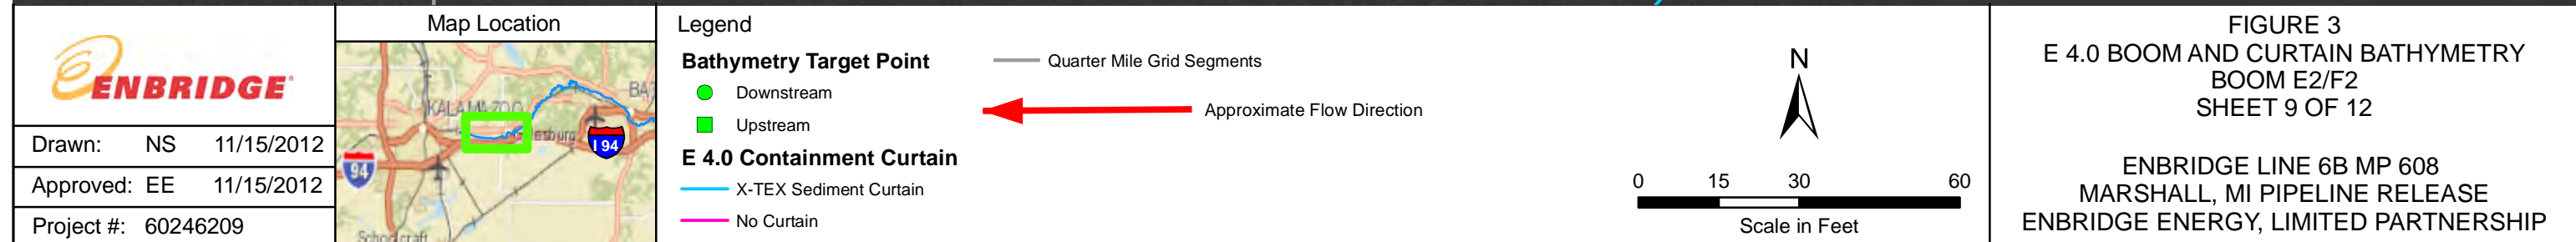 ENBRIDGE
Drawn: NS 11/15/2012
Approved: EE 11/15/2012
Project #: 60246209
Map Location
KALAMAZOO
BA
esburg
I 94
94
Schoolcraft
Legend
Bathymetry Target Point
Downstream
Upstream
E 4.0 Containment Curtain
X-TEX Sediment Curtain
No Curtain
Quarter Mile Grid Segments
Approximate Flow Direction
N
0 15 30 60
Scale in Feet
FIGURE 3
E 4.0 BOOM AND CURTAIN BATHYMETRY
BOOM E2/F2
SHEET 9 OF 12
ENBRIDGE LINE 6B MP 608
MARSHALL, MI PIPELINE RELEASE
ENBRIDGE ENERGY, LIMITED PARTNERSHIP